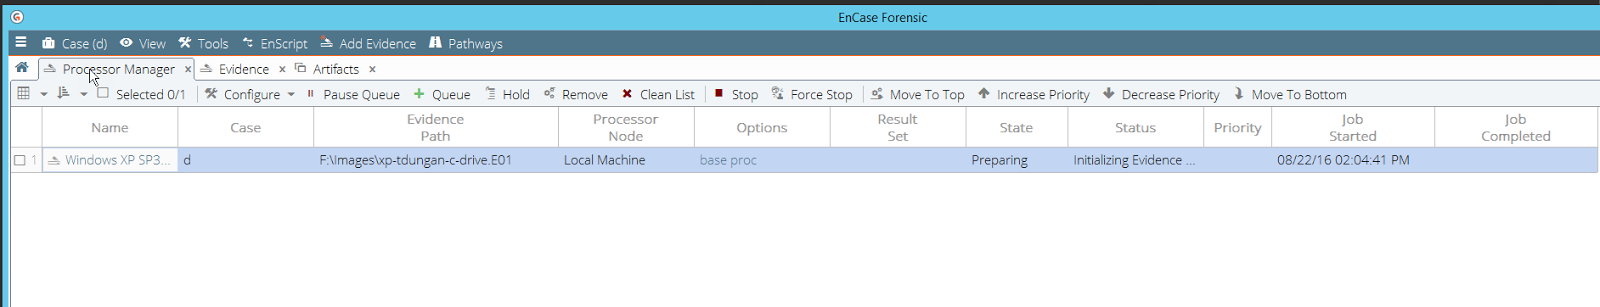 EnCase Forensic
Case (d) View Tools EnScript Add Evidence Pathways
Processor Manager x Evidence x Artifacts x
Selected 0/1 Configure Pause Queue Queue Hold Remove Clean List Stop Force Stop Move To Top Increase Priority Decrease Priority Move To Bottom
Name Case Evidence Path Processor Node Options Result Set State Status Priority Job Started Job Completed
1 Windows XP SP3... d F:\Images\xp-tdungan-c-drive.E01 Local Machine base proc Preparing Initializing Evidence ... 08/22/16 02:04:41 PM